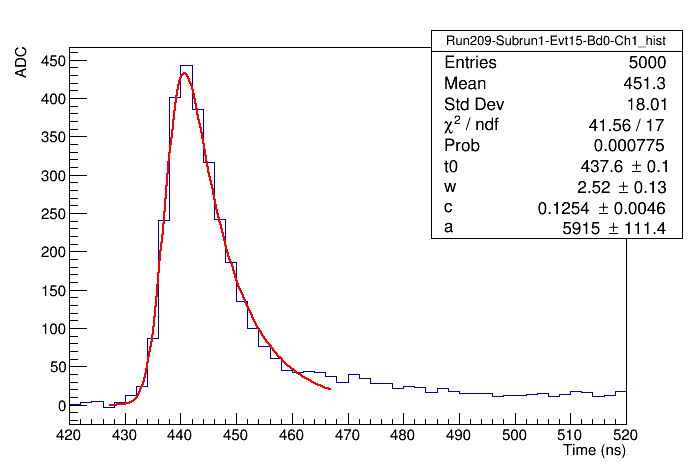 Run209-Subrun1-Evt15-Bd0-Ch1_hist
Entries 5000
Mean 451.3
Std Dev 18.01
χ² / ndf 41.56 / 17
Prob 0.000775
t0 437.6 ± 0.1
w 2.52 ± 0.13
c 0.1254 ± 0.0046
a 5915 ± 111.4
ADC
450
400
350
300
250
200
150
100
50
0
420 430 440 450 460 470 480 490 500 510 520
Time (ns)